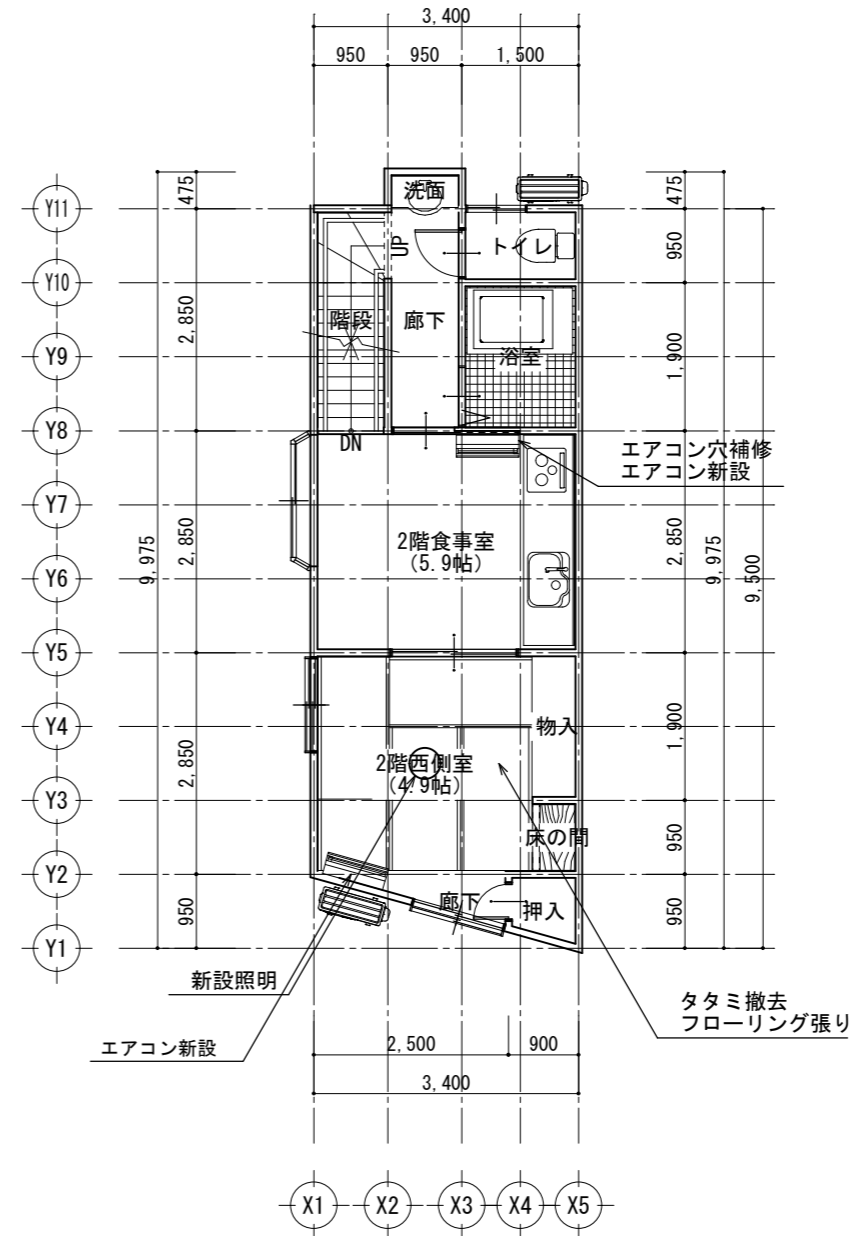 3,400
950
950
1,500
475
475
洗面
Y11
UP
トイレ
950
Y10
2,850
階段
廊下
Y9
浴室
1,900
Y8
DN
エアコン穴補修
エアコン新設
Y7
9,975
2,850
2階食事室
(5.9帖)
2,850
9,975
9,500
Y6
Y5
Y4
物入
1,900
2,850
2階西側室
(4.9帖)
Y3
床の間
950
Y2
950
廊下
押入
950
Y1
新設照明
タタミ撤去
フローリング張り
エアコン新設
2,500
900
3,400
X1
X2
X3
X4
X5